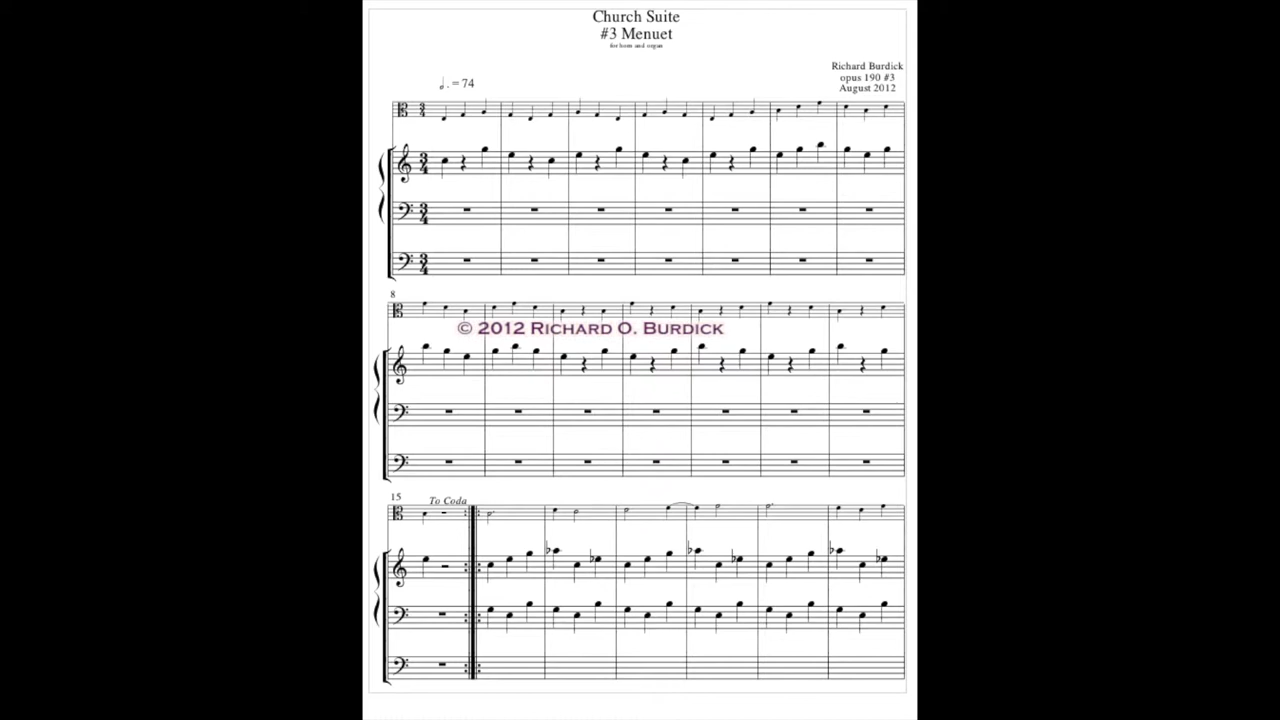 Church Suite
#3 Menuet
for horn and organ
Richard Burdick
opus 190 #3
August 2012
= 74
8
© 2012 Richard O. Burdick
15
To Coda